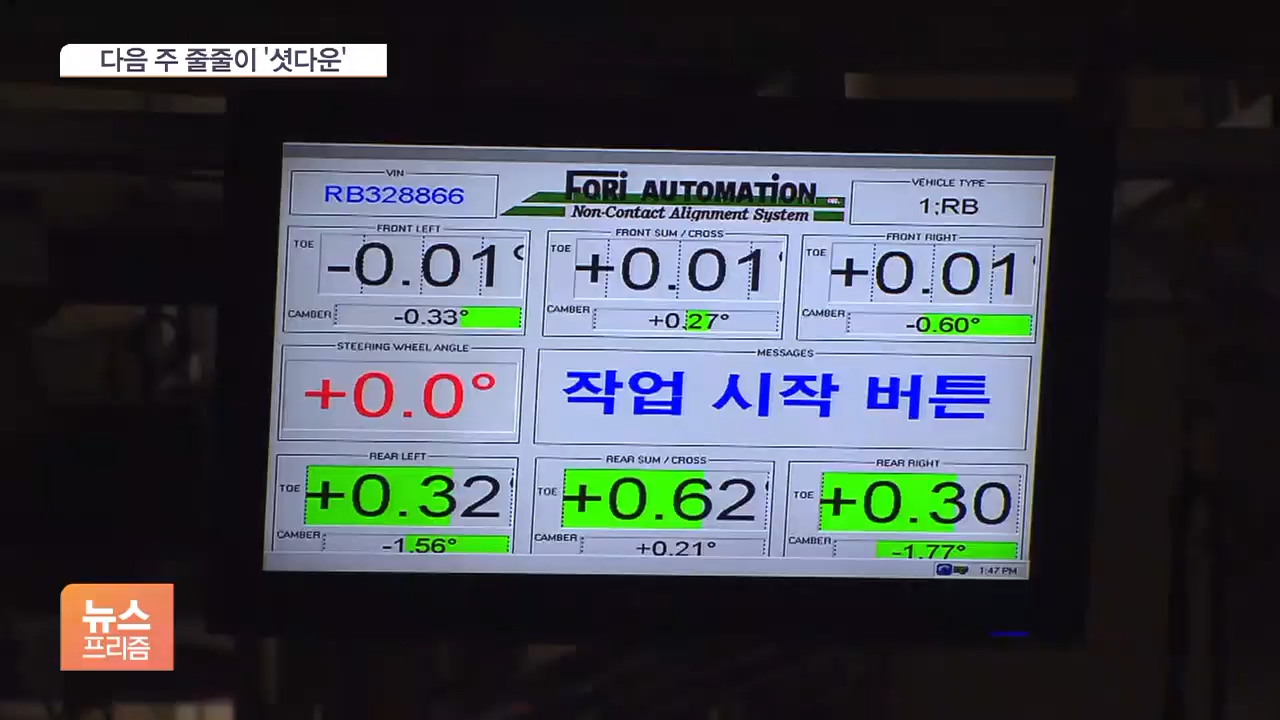 다음 주 줄줄이 '셧다운'
VIN
RB328866
FORI AUTOMATION INC.
Non-Contact Alignment System
VEHICLE TYPE
1;RB
FRONT LEFT
TOE -0.01°
CAMBER -0.33°
FRONT SUM / CROSS
TOE +0.01°
CAMBER +0.27°
FRONT RIGHT
TOE +0.01
CAMBER -0.60°
STEERING WHEEL ANGLE
+0.0°
MESSAGES
작업 시작 버튼
REAR LEFT
TOE +0.32°
CAMBER -1.56°
REAR SUM / CROSS
TOE +0.62°
CAMBER +0.21°
REAR RIGHT
TOE +0.30
CAMBER -1.77°
1:47 PM
뉴스
프리즘